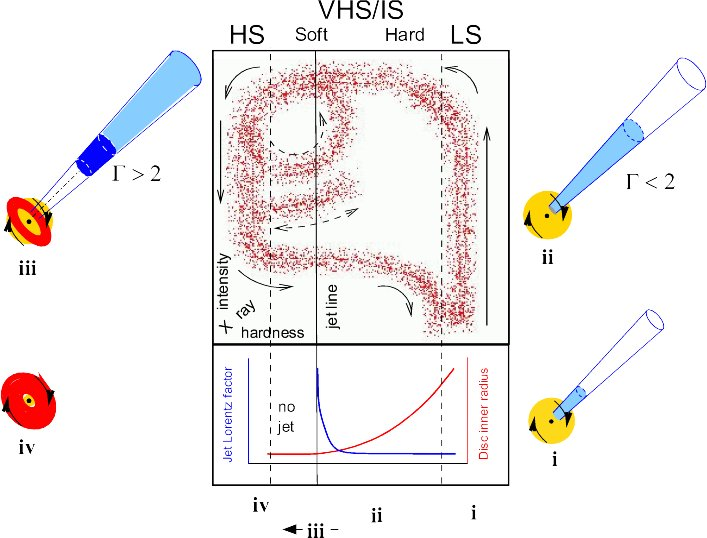 VHS/IS
HS
Soft
Hard
LS
Γ > 2
Γ < 2
iii
ii
X ray
intensity
hardness
jet line
Jet Lorentz factor
no
jet
Disc inner radius
iv
i
iv
ii
i
iii